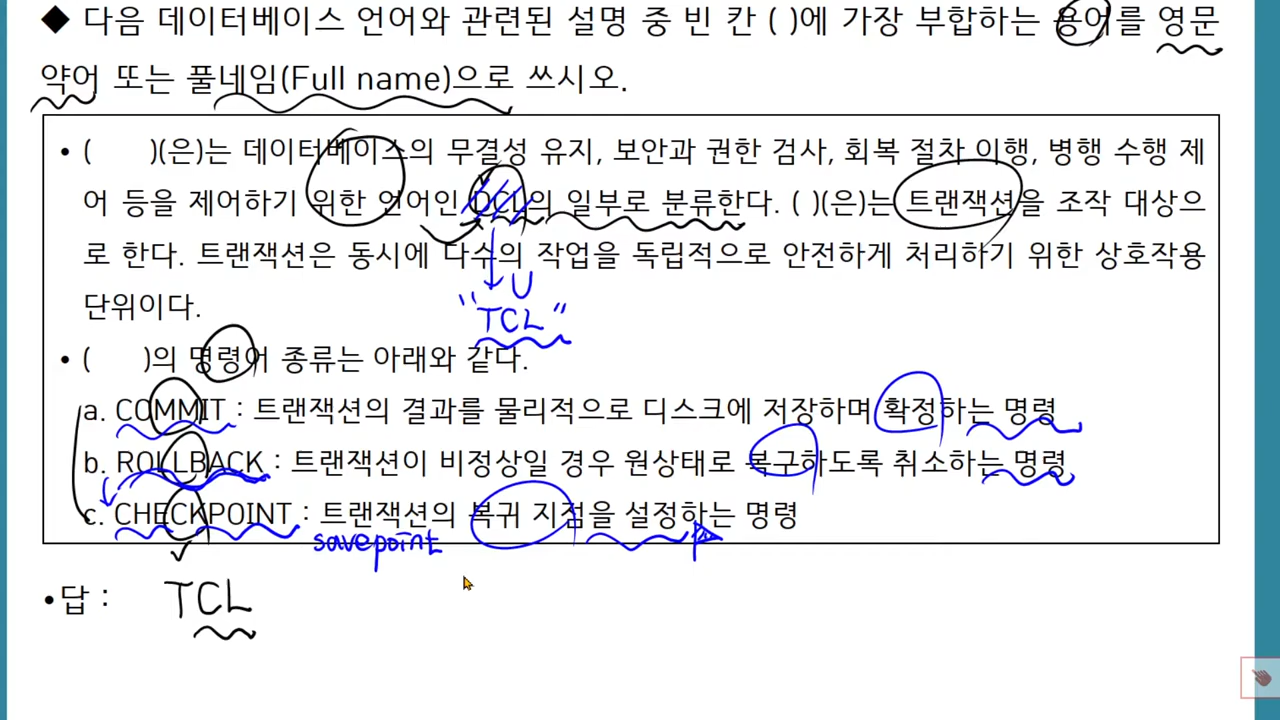 ◆ 다음 데이터베이스 언어와 관련된 설명 중 빈 칸 ( )에 가장 부합하는 용어를 영문
약어 또는 풀네임(Full name)으로 쓰시오.
• ( )(은)는 데이터베이스의 무결성 유지, 보안과 권한 검사, 회복 절차 이행, 병행 수행 제
어 등을 제어하기 위한 언어인 DCL의 일부로 분류한다. ( )(은)는 트랜잭션을 조작 대상으
로 한다. 트랜잭션은 동시에 다수의 작업을 독립적으로 안전하게 처리하기 위한 상호작용
U
단위이다.
"TCL"
• ( )의 명령어 종류는 아래와 같다.
a. COMMIT : 트랜잭션의 결과를 물리적으로 디스크에 저장하며 확정하는 명령
b. ROLLBACK : 트랜잭션이 비정상일 경우 원상태로 복구하도록 취소하는 명령
c. CHECKPOINT : 트랜잭션의 복귀 지점을 설정하는 명령
savepoint
• 답 : TCL